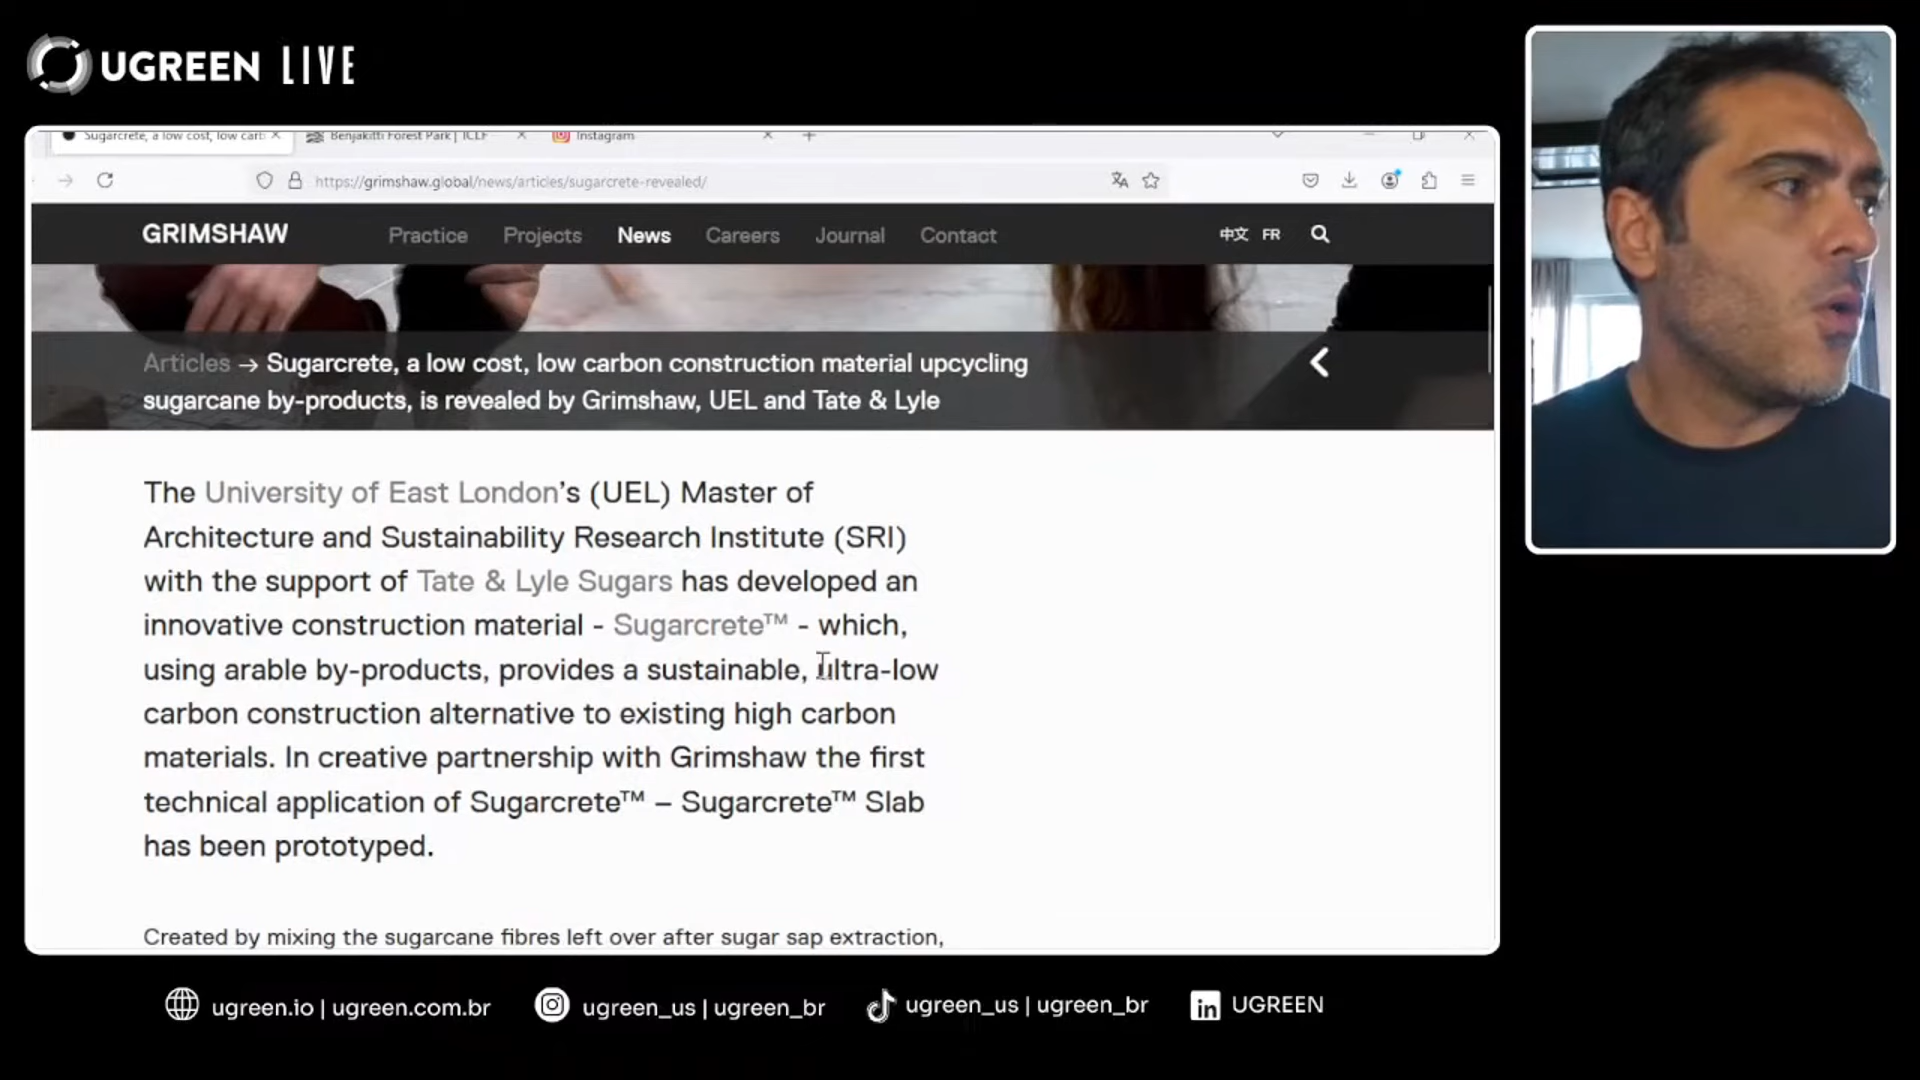 UGREEN LIVE
Sugarcrete, a low cost, low carb
Benjakitti Forest Park | ICLF
Instagram
https://grimshaw.global/news/articles/sugarcrete-revealed/
GRIMSHAW Practice Projects News Careers Journal Contact 中文 FR
Articles → Sugarcrete, a low cost, low carbon construction material upcycling
sugarcane by-products, is revealed by Grimshaw, UEL and Tate & Lyle
The University of East London’s (UEL) Master of
Architecture and Sustainability Research Institute (SRI)
with the support of Tate & Lyle Sugars has developed an
innovative construction material - Sugarcrete™ - which,
using arable by-products, provides a sustainable, ultra-low
carbon construction alternative to existing high carbon
materials. In creative partnership with Grimshaw the first
technical application of Sugarcrete™ – Sugarcrete™ Slab
has been prototyped.
Created by mixing the sugarcane fibres left over after sugar sap extraction,
ugreen.io | ugreen.com.br
ugreen_us | ugreen_br
ugreen_us | ugreen_br
in UGREEN